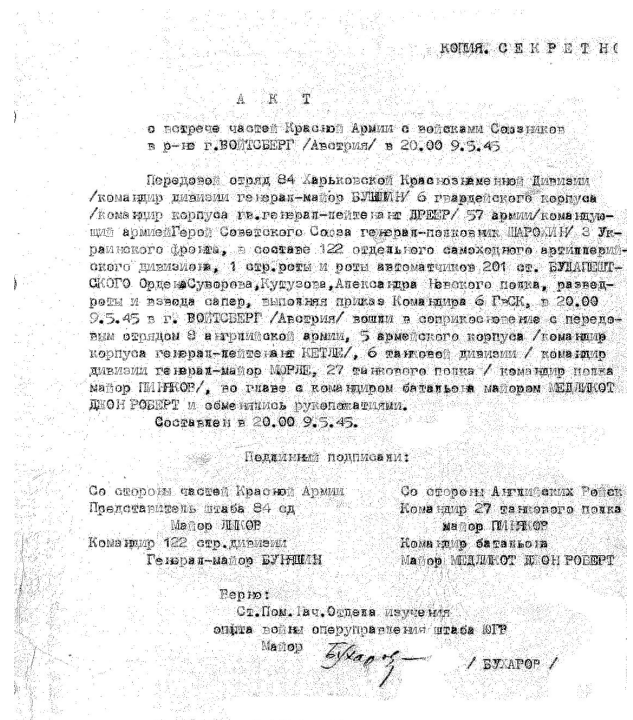 КОПИЯ. С Е К Р Е Т Н О
А К Т
о встрече частей Красной Армии с войсками Союзников
в р-не г.ВОЙТСБЕРГ /Австрия/ в 20.00 9.5.45
Передовой отряд 84 Харьковской Краснознаменной Дивизии
/командир дивизии генерал-майор БУНЯШИН/ 6 гвардейского корпуса
/командир корпуса гв.генерал-лейтенант ДРЕЕР/ 57 армии/командую-
щий армиейГерой Советского Союза генерал-полковник ШАРОХИН/ 3 Ук-
раинского фронта, в составе 122 отдельного самоходного артиллерий-
ского дивизиона, 1 стр.роты и роты автоматчиков 201 сп. БУДАПЕШТ-
СКОГО ОрденаСуворова,Кутузова,Александра Невского полка, развед-
роты и взвода сапер, выполняя приказ Командира 6 ГвСК, в 20.00
9.5.45 в г. ВОЙТСБЕРГ /Австрия/ вошли в соприкосновение с передо-
вым отрядом 8 английской армии, 5 армейского корпуса /командир
корпуса генерал-лейтенант КЕТЛЕ/, 6 танковой дивизии / командир
дивизии генерал-майор МОРЛЕ, 27 танкового полка / командир полка
майор ПИНЯКОВ/, во главе с командиром батальона майором МЕДЛИКОТ
ДЖОН РОБЕРТ и обменялись рукопожатиями.
Составлен в 20.00 9.5.45.
Подлинный подписали:
Со стороны частей Красной Армии
Представитель штаба 84 сд
Майор ЛЫКОВ
Командир 122 стр.дивизии
Генерал-майор БУНЯШИН
Со стороны Английских Войск
Командир 27 танкового полка
майор ПИНЯКОВ
Командир батальона
Майор МЕДЛИКОТ ДЖОН РОБЕРТ
Верно:
Ст.Пом.Нач.Отдела изучения
опыта войны оперуправления штаба ЮГВ
Майор Бухаров / БУХАРОВ /